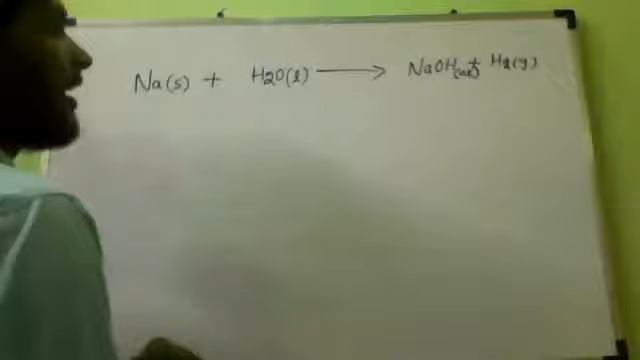 Na(s) + H2O(l) ⟶ NaOH(aq) + H2(g)